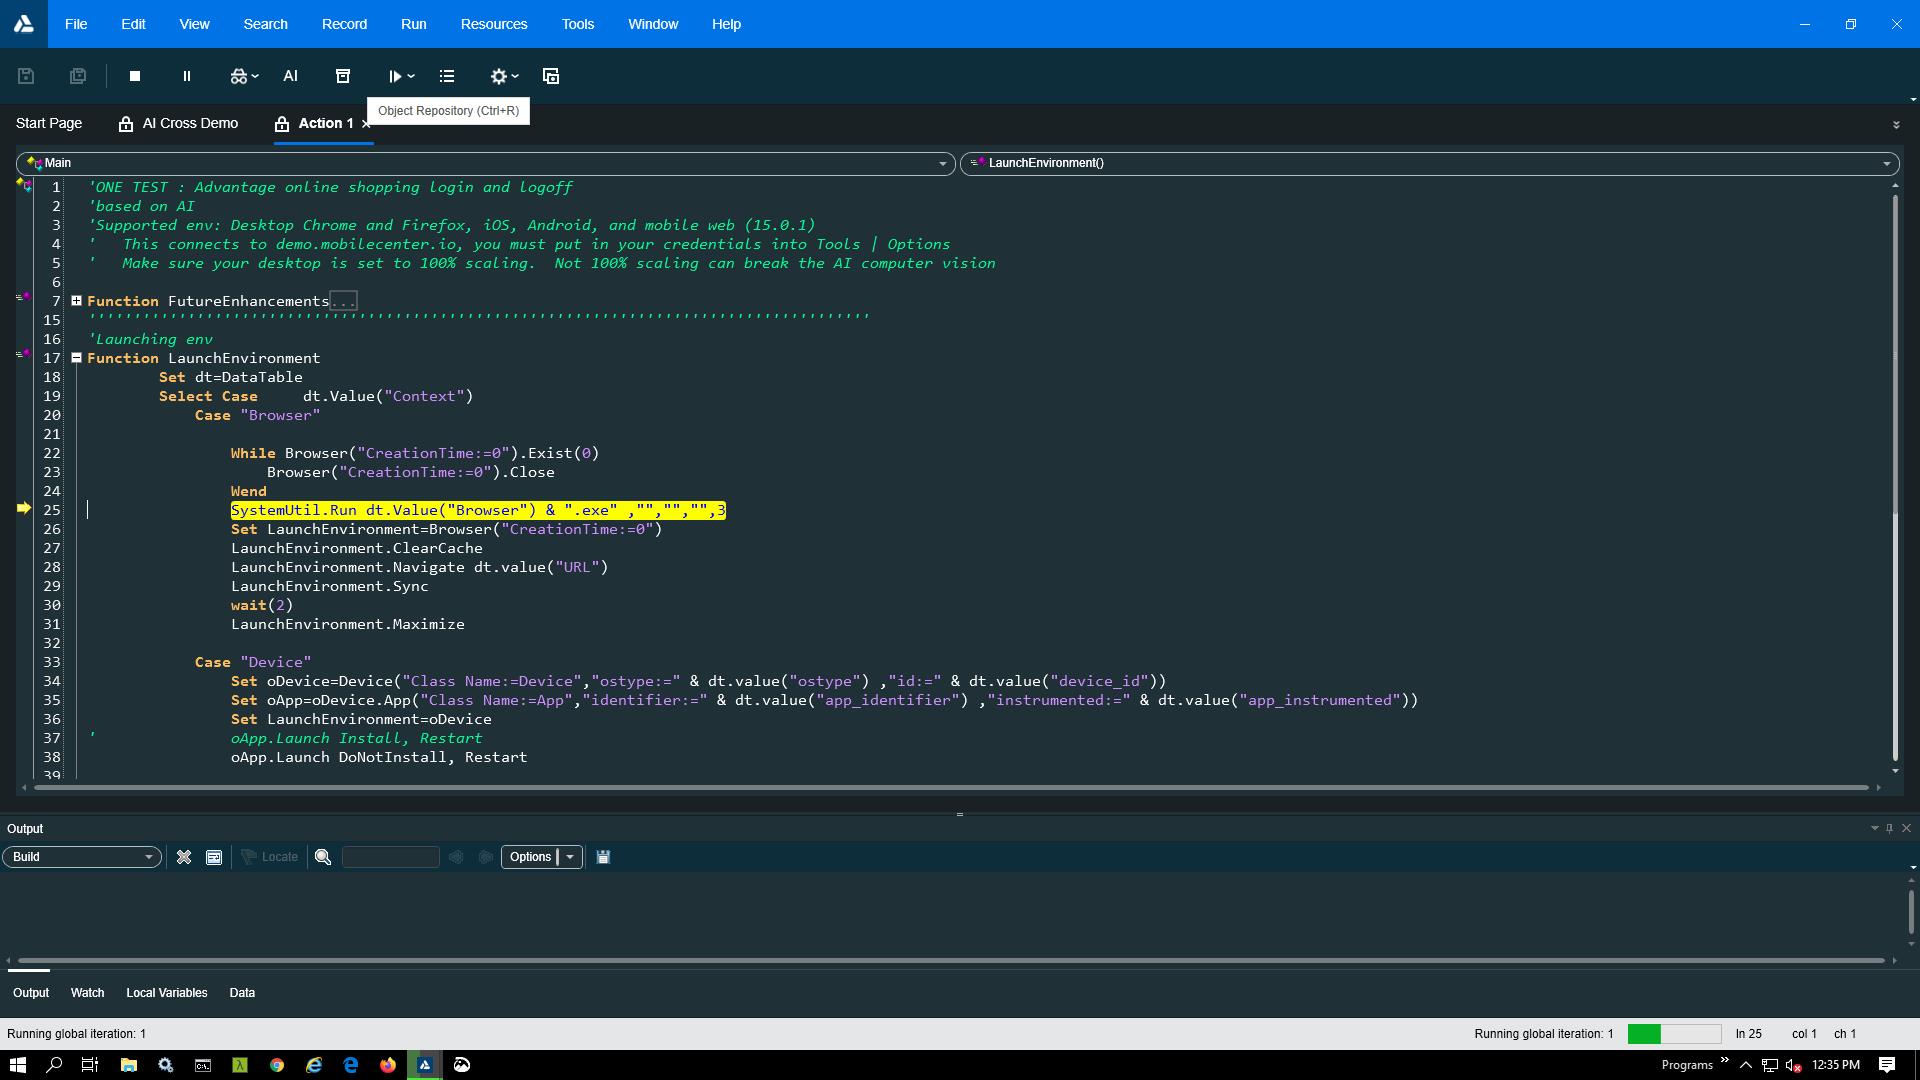 File Edit View Search Record Run Resources Tools Window Help
AI
Object Repository (Ctrl+R)
Start Page AI Cross Demo Action 1
Main LaunchEnvironment()
1 'ONE TEST : Advantage online shopping login and logoff
2 'based on AI
3 'Supported env: Desktop Chrome and Firefox, iOS, Android, and mobile web (15.0.1)
4 ' This connects to demo.mobilecenter.io, you must put in your credentials into Tools | Options
5 ' Make sure your desktop is set to 100% scaling. Not 100% scaling can break the AI computer vision
6
7 Function FutureEnhancements...
15 ''''''''''''''''''''''''''''''''''''''''''''''''''''''''''''''''''''''''''''''''''''''
16 'Launching env
17 Function LaunchEnvironment
18 Set dt=DataTable
19 Select Case dt.Value("Context")
20 Case "Browser"
21
22 While Browser("CreationTime:=0").Exist(0)
23 Browser("CreationTime:=0").Close
24 Wend
25 SystemUtil.Run dt.Value("Browser") & ".exe" ,"","","",3
26 Set LaunchEnvironment=Browser("CreationTime:=0")
27 LaunchEnvironment.ClearCache
28 LaunchEnvironment.Navigate dt.value("URL")
29 LaunchEnvironment.Sync
30 wait(2)
31 LaunchEnvironment.Maximize
32
33 Case "Device"
34 Set oDevice=Device("Class Name:=Device","ostype:=" & dt.value("ostype") ,"id:=" & dt.value("device_id"))
35 Set oApp=oDevice.App("Class Name:=App","identifier:=" & dt.value("app_identifier") ,"instrumented:=" & dt.value("app_instrumented"))
36 Set LaunchEnvironment=oDevice
37 ' oApp.Launch Install, Restart
38 oApp.Launch DoNotInstall, Restart
39
Output
Build Locate Options
Output Watch Local Variables Data
Running global iteration: 1 Running global iteration: 1 ln 25 col 1 ch 1
Programs 12:35 PM